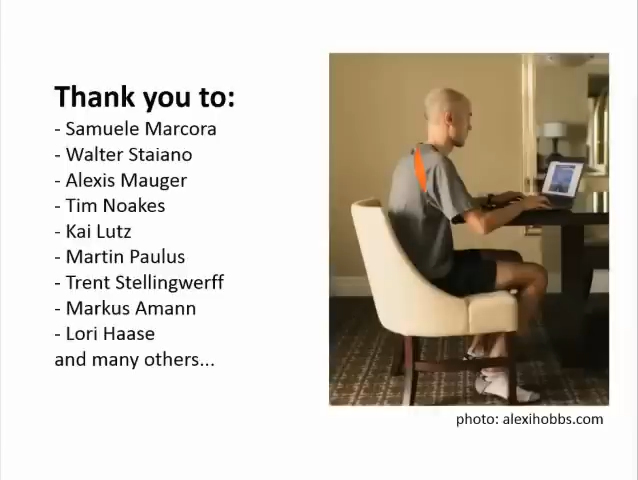 Thank you to:
- Samuele Marcora
- Walter Staiano
- Alexis Mauger
- Tim Noakes
- Kai Lutz
- Martin Paulus
- Trent Stellingwerff
- Markus Amann
- Lori Haase
and many others...
photo: alexihobbs.com